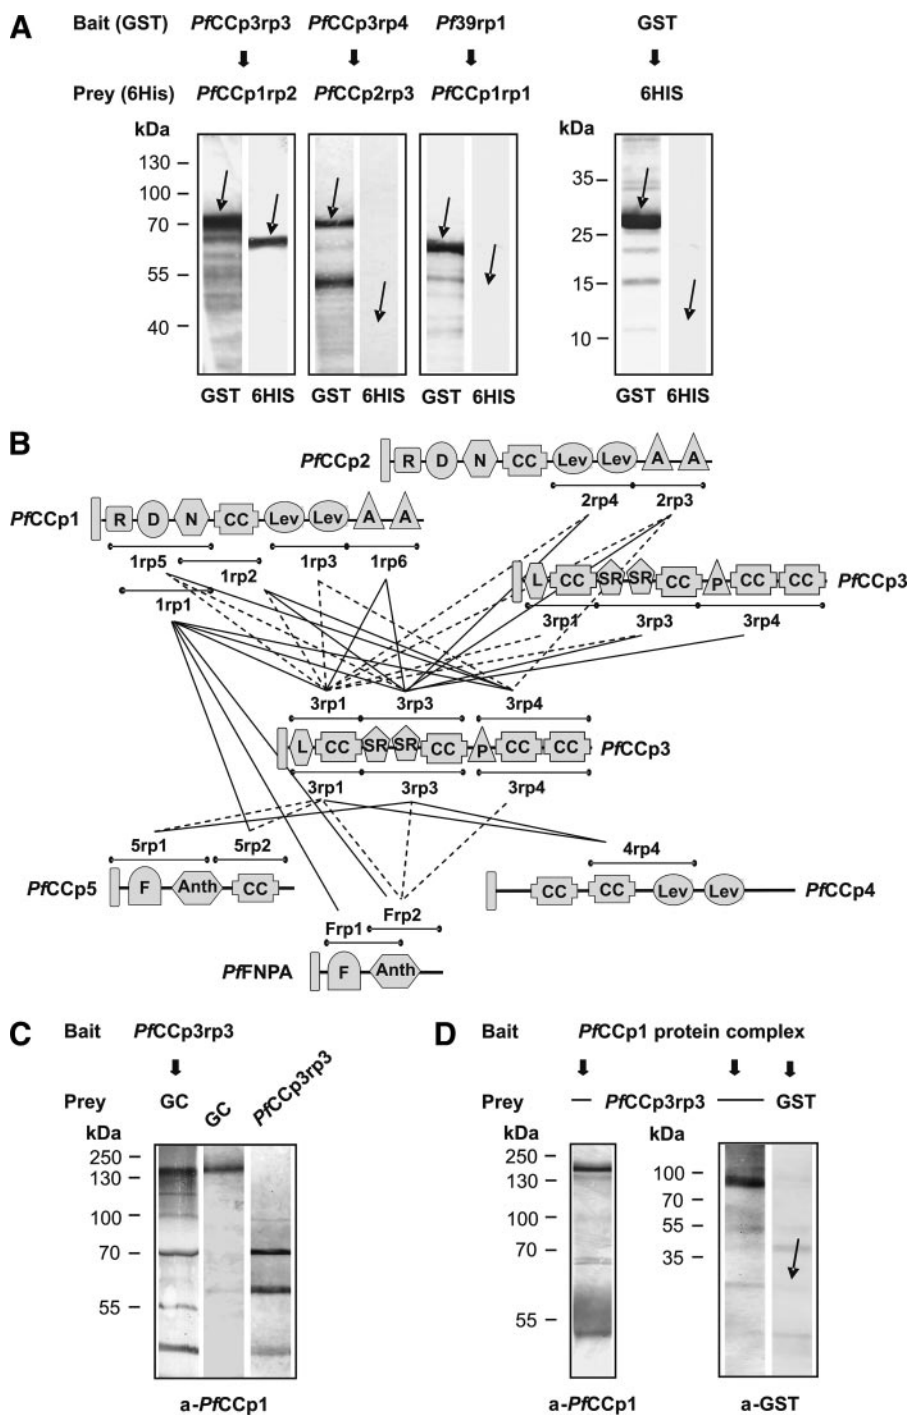 A
Bait (GST) PfCCp3rp3 PfCCp3rp4 Pf39rp1 GST
Prey (6His) PfCCp1rp2 PfCCp2rp3 PfCCp1rp1 6HIS
kDa kDa
130
100
70
55
40
35
25
15
10
GST 6HIS GST 6HIS GST 6HIS GST 6HIS
B
PfCCp2 R D N CC Lev Lev A A
2rp4 2rp3
PfCCp1 R D N CC Lev Lev A A
1rp5 1rp2 1rp3 1rp6
1rp1
L CC SR SR CC P CC CC PfCCp3
3rp1 3rp3 3rp4
3rp1 3rp3 3rp4
L CC SR SR CC P CC CC PfCCp3
3rp1 3rp3 3rp4
5rp1 5rp2 4rp4
PfCCp5 F Anth CC
CC CC Lev Lev PfCCp4
Frp2
Frp1
PfFNPA F Anth
C
Bait PfCCp3rp3
Prey GC GC PfCCp3rp3
kDa
250
130
100
70
55
a-PfCCp1
D
Bait PfCCp1 protein complex
Prey PfCCp3rp3 GST
kDa kDa
250
130
100
70
55
100
70
55
35
a-PfCCp1 a-GST